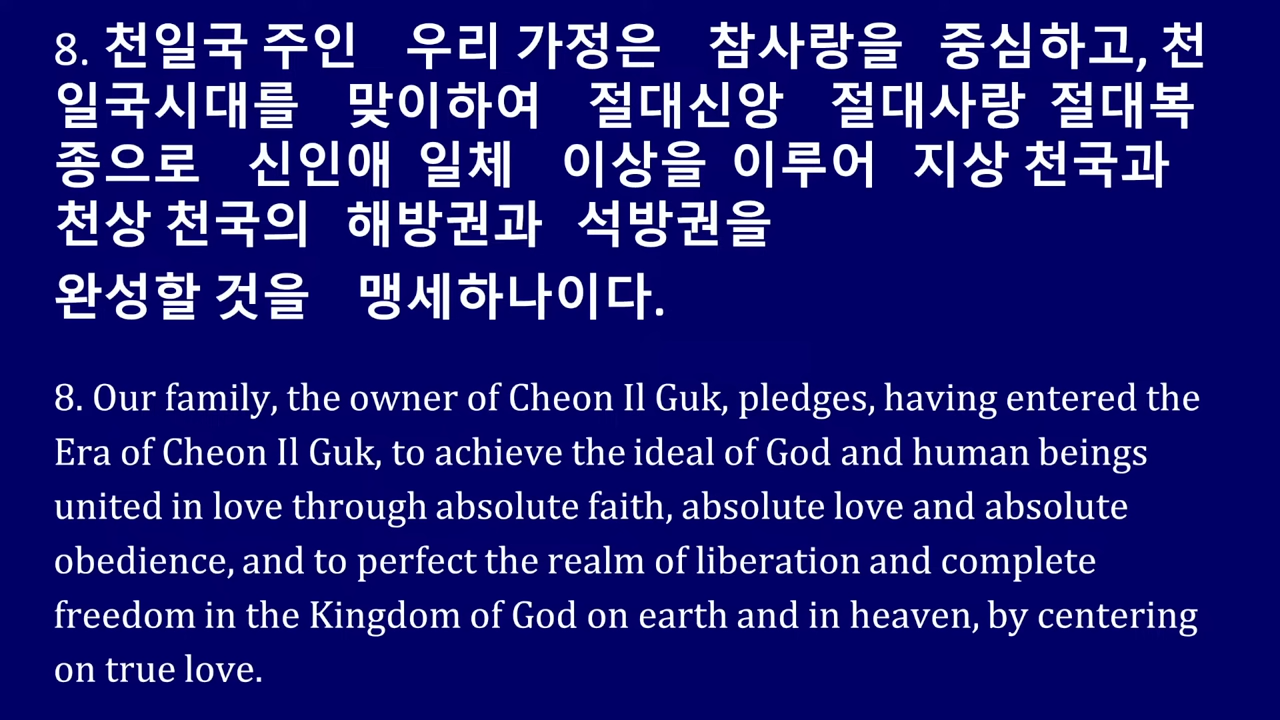 8. 천일국 주인 우리 가정은 참사랑을 중심하고, 천
일국시대를 맞이하여 절대신앙 절대사랑 절대복
종으로 신인애 일체 이상을 이루어 지상 천국과
천상 천국의 해방권과 석방권을
완성할 것을 맹세하나이다.
8. Our family, the owner of Cheon Il Guk, pledges, having entered the
Era of Cheon Il Guk, to achieve the ideal of God and human beings
united in love through absolute faith, absolute love and absolute
obedience, and to perfect the realm of liberation and complete
freedom in the Kingdom of God on earth and in heaven, by centering
on true love.